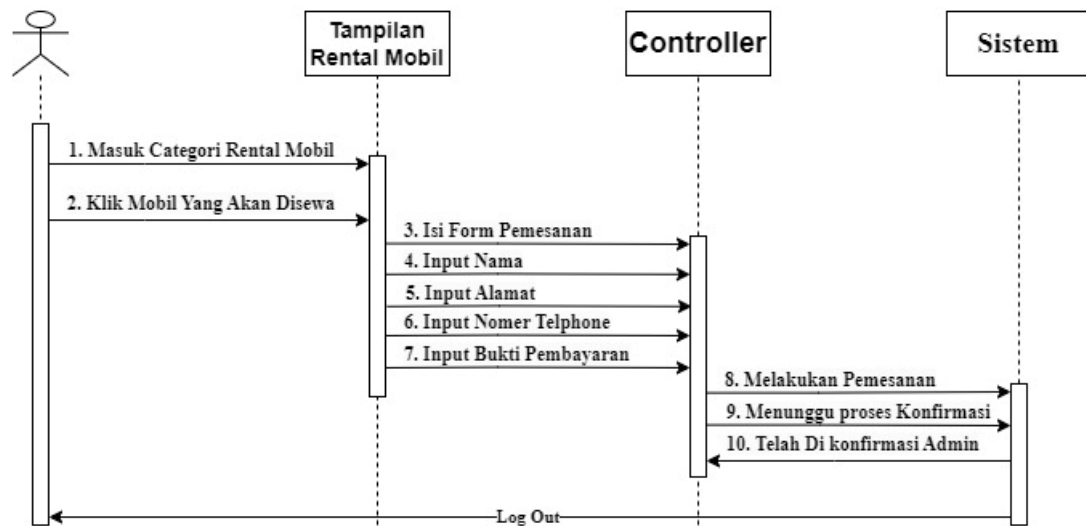 Tampilan
Rental Mobil
Controller
Sistem
1. Masuk Categori Rental Mobil
2. Klik Mobil Yang Akan Disewa
3. Isi Form Pemesanan
4. Input Nama
5. Input Alamat
6. Input Nomer Telphone
7. Input Bukti Pembayaran
8. Melakukan Pemesanan
9. Menunggu proses Konfirmasi
10. Telah Di konfirmasi Admin
Log Out